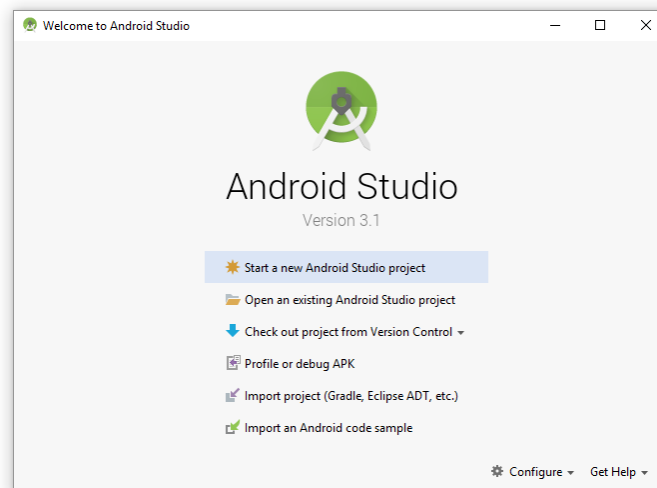 Welcome to Android Studio
Android Studio
Version 3.1
Start a new Android Studio project
Open an existing Android Studio project
Check out project from Version Control
Profile or debug APK
Import project (Gradle, Eclipse ADT, etc.)
Import an Android code sample
Configure Get Help